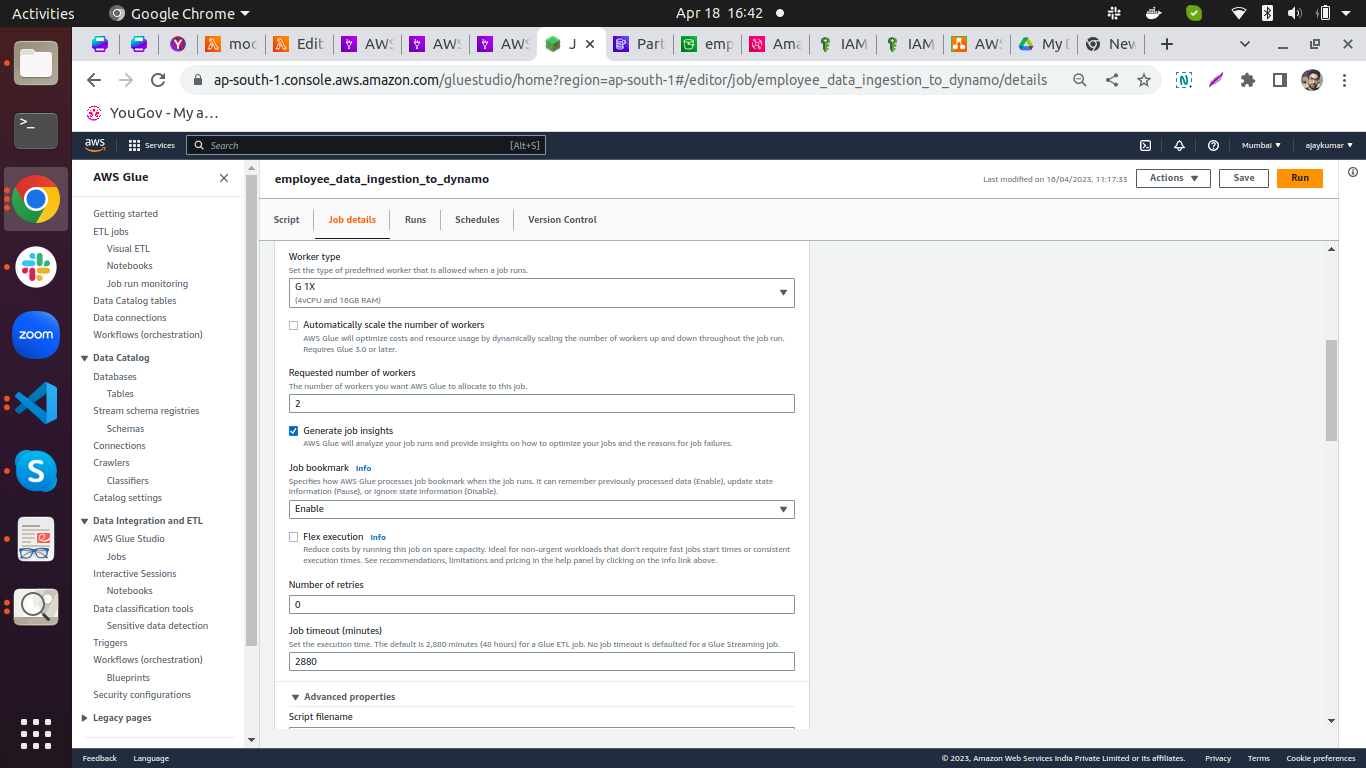 Activities
Google Chrome
Apr 18 16:42
moc
Edit
AWS
AWS
AWS
J
Part
emp
Ama
IAM
IAM
AWS
My D
New
ap-south-1.console.aws.amazon.com/gluestudio/home?region=ap-south-1#/editor/job/employee_data_ingestion_to_dynamo/details
YouGov - My a…
aws
Services
Search
[Alt+S]
Mumbai
ajaykumar
AWS Glue
Getting started
ETL jobs
Visual ETL
Notebooks
Job run monitoring
Data Catalog tables
Data connections
Workflows (orchestration)
Data Catalog
Databases
Tables
Stream schema registries
Schemas
Connections
Crawlers
Classifiers
Catalog settings
Data Integration and ETL
AWS Glue Studio
Jobs
Interactive Sessions
Notebooks
Data classification tools
Sensitive data detection
Triggers
Workflows (orchestration)
Blueprints
Security configurations
Legacy pages
employee_data_ingestion_to_dynamo
Last modified on 16/04/2023, 11:17:33
Actions
Save
Run
Script
Job details
Runs
Schedules
Version Control
Worker type
Set the type of predefined worker that is allowed when a job runs.
G 1X
(4vCPU and 16GB RAM)
Automatically scale the number of workers
AWS Glue will optimize costs and resource usage by dynamically scaling the number of workers up and down throughout the job run.
Requires Glue 3.0 or later.
Requested number of workers
The number of workers you want AWS Glue to allocate to this job.
2
Generate job insights
AWS Glue will analyze your job runs and provide insights on how to optimize your jobs and the reasons for job failures.
Job bookmark Info
Specifies how AWS Glue processes job bookmark when the job runs. It can remember previously processed data (Enable), update state
information (Pause), or ignore state information (Disable).
Enable
Flex execution Info
Reduce costs by running this job on spare capacity. Ideal for non-urgent workloads that don't require fast jobs start times or consistent
execution times. See recommendations, limitations and pricing in the help panel by clicking on the info link above.
Number of retries
0
Job timeout (minutes)
Set the execution time. The default is 2,880 minutes (48 hours) for a Glue ETL job. No job timeout is defaulted for a Glue Streaming job.
2880
Advanced properties
Script filename
zoom
Feedback
Language
© 2023, Amazon Web Services India Private Limited or its affiliates.
Privacy
Terms
Cookie preferences